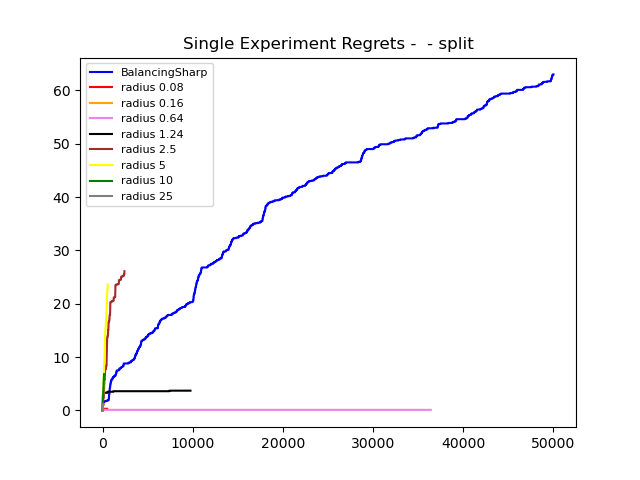 Single Experiment Regrets -  - split
BalancingSharp
radius 0.08
radius 0.16
radius 0.64
radius 1.24
radius 2.5
radius 5
radius 10
radius 25
60
50
40
30
20
10
0
0 10000 20000 30000 40000 50000